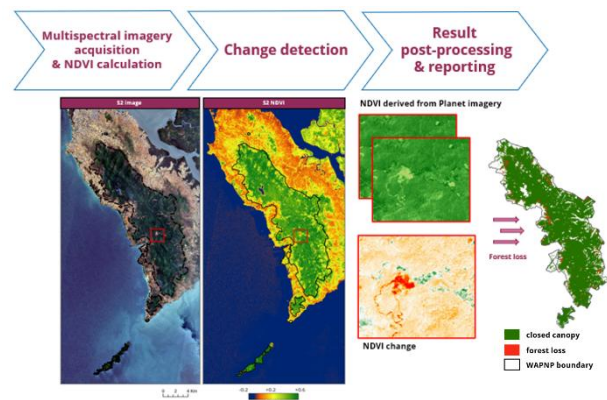 Multispectral imagery
acquisition
& NDVI calculation
Change detection
Result
post-processing
& reporting
S2 image
S2 NDVI
NDVI derived from Planet imagery
Forest loss
NDVI change
closed canopy
forest loss
WAPNP boundary
-0.2
+0.2
+0.6